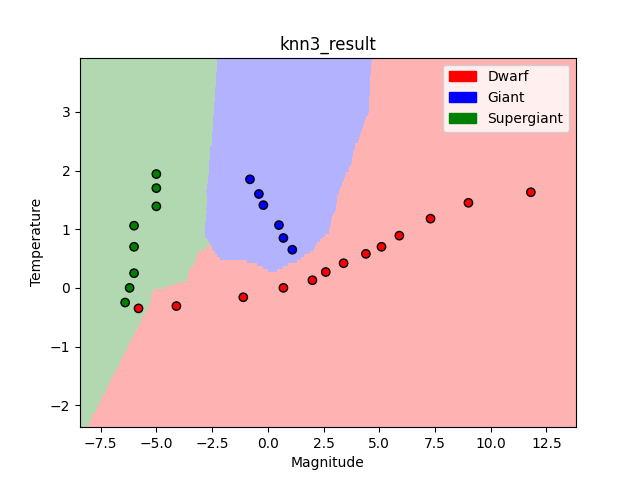 knn3_result
Dwarf
Giant
Supergiant
Temperature
3
2
1
0
−1
−2
−7.5 −5.0 −2.5 0.0 2.5 5.0 7.5 10.0 12.5
Magnitude